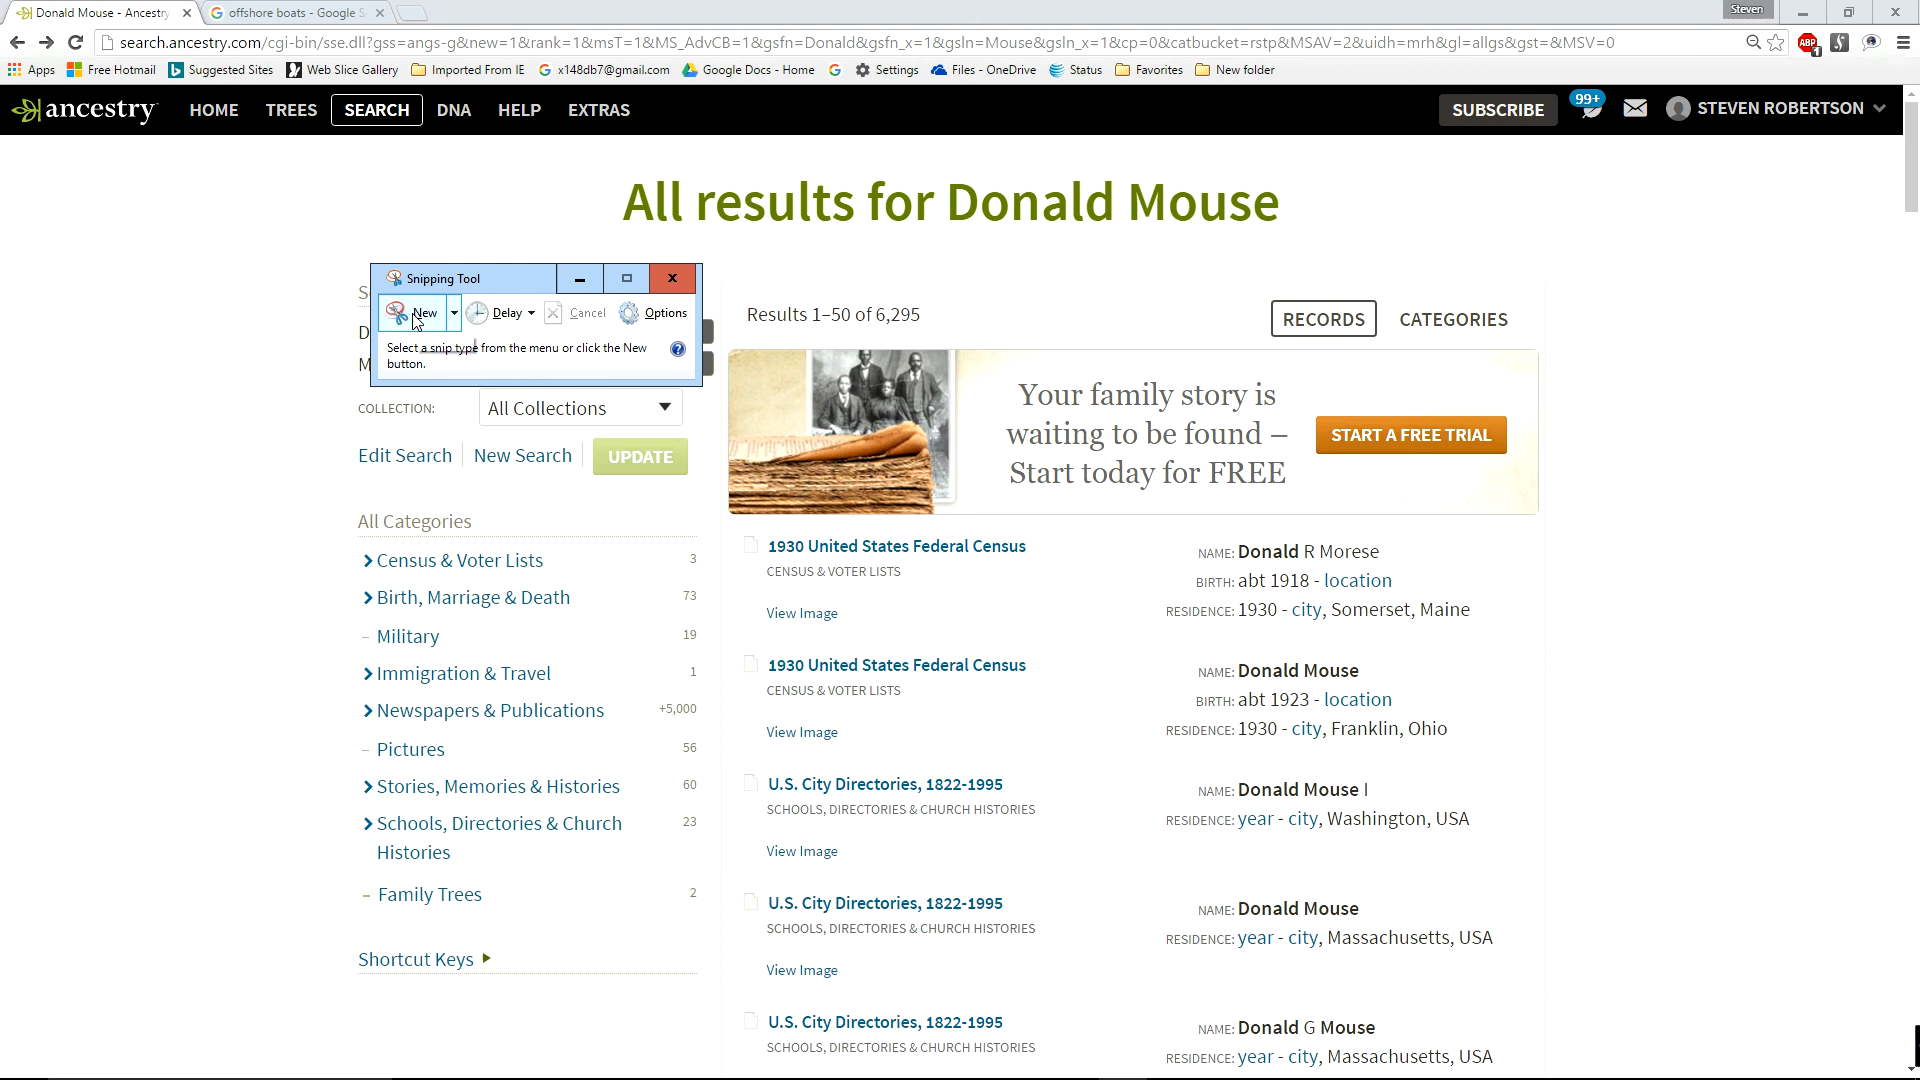 Donald Mouse - Ancestry
offshore boats - Google S
Steven
search.ancestry.com/cgi-bin/sse.dll?gss=angs-g&new=1&rank=1&msT=1&MS_AdvCB=1&gsfn=Donald&gsfn_x=1&gsln=Mouse&gsln_x=1&cp=0&catbucket=rstp&MSAV=2&uidh=mrh&gl=allgs&gst=&MSV=0
ABP 1
Apps Free Hotmail Suggested Sites Web Slice Gallery Imported From IE x148db7@gmail.com Google Docs - Home Settings Files - OneDrive Status Favorites New folder
ancestry HOME TREES SEARCH DNA HELP EXTRAS SUBSCRIBE 99+ STEVEN ROBERTSON
All results for Donald Mouse
Snipping Tool
New Delay Cancel Options
Select a snip type from the menu or click the New
button.
COLLECTION: All Collections
Edit Search New Search UPDATE
All Categories
Census & Voter Lists 3
Birth, Marriage & Death 73
Military 19
Immigration & Travel 1
Newspapers & Publications +5,000
Pictures 56
Stories, Memories & Histories 60
Schools, Directories & Church 23
Histories
Family Trees 2
Shortcut Keys
Results 1–50 of 6,295
RECORDS CATEGORIES
Your family story is
waiting to be found –
Start today for FREE
START A FREE TRIAL
1930 United States Federal Census
CENSUS & VOTER LISTS
View Image
NAME: Donald R Morese
BIRTH: abt 1918 - location
RESIDENCE: 1930 - city, Somerset, Maine
1930 United States Federal Census
CENSUS & VOTER LISTS
View Image
NAME: Donald Mouse
BIRTH: abt 1923 - location
RESIDENCE: 1930 - city, Franklin, Ohio
U.S. City Directories, 1822-1995
SCHOOLS, DIRECTORIES & CHURCH HISTORIES
View Image
NAME: Donald Mouse I
RESIDENCE: year - city, Washington, USA
U.S. City Directories, 1822-1995
SCHOOLS, DIRECTORIES & CHURCH HISTORIES
View Image
NAME: Donald Mouse
RESIDENCE: year - city, Massachusetts, USA
U.S. City Directories, 1822-1995
SCHOOLS, DIRECTORIES & CHURCH HISTORIES
NAME: Donald G Mouse
RESIDENCE: year - city, Massachusetts, USA